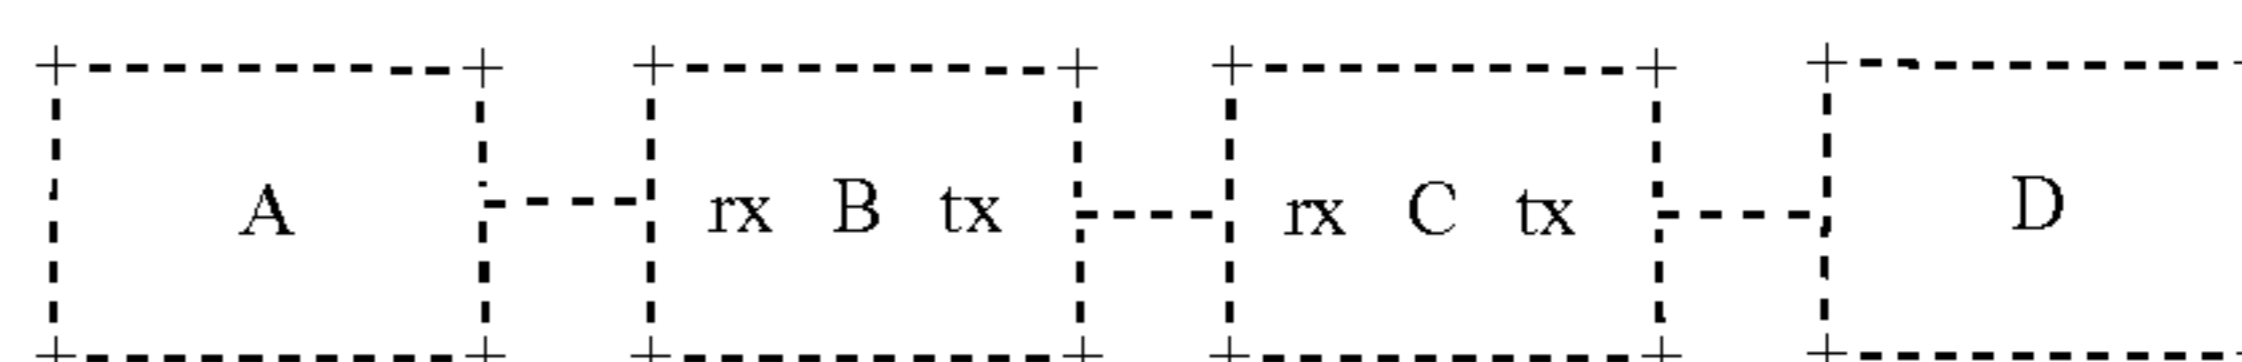 A rx B tx rx C tx D